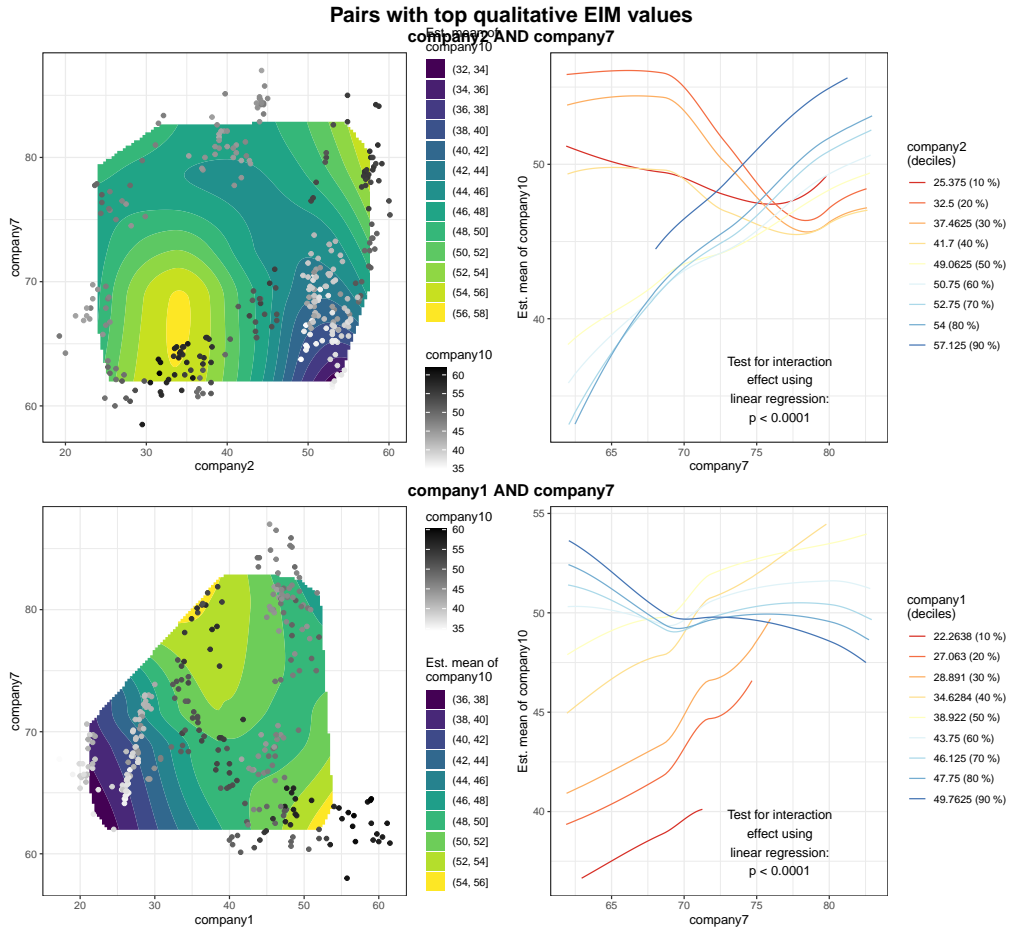 Pairs with top qualitative EIM values
company2 AND company7
Est. mean of
company10
(32, 34]
(34, 36]
(36, 38]
(38, 40]
(40, 42]
(42, 44]
(44, 46]
(46, 48]
(48, 50]
(50, 52]
(52, 54]
(54, 56]
(56, 58]
company10
60
55
50
45
40
35
company7
80
70
60
20
30
40
50
60
company2
Est. mean of company10
50
40
65
70
75
80
company7
Test for interaction
effect using
linear regression:
p < 0.0001
company2
(deciles)
25.375 (10 %)
32.5 (20 %)
37.4625 (30 %)
41.7 (40 %)
49.0625 (50 %)
50.75 (60 %)
52.75 (70 %)
54 (80 %)
57.125 (90 %)
company1 AND company7
company10
60
55
50
45
40
35
Est. mean of
company10
(36, 38]
(38, 40]
(40, 42]
(42, 44]
(44, 46]
(46, 48]
(48, 50]
(50, 52]
(52, 54]
(54, 56]
company7
80
70
60
20
30
40
50
60
company1
Est. mean of company10
55
50
45
40
65
70
75
80
company7
Test for interaction
effect using
linear regression:
p < 0.0001
company1
(deciles)
22.2638 (10 %)
27.063 (20 %)
28.891 (30 %)
34.6284 (40 %)
38.922 (50 %)
43.75 (60 %)
46.125 (70 %)
47.75 (80 %)
49.7625 (90 %)